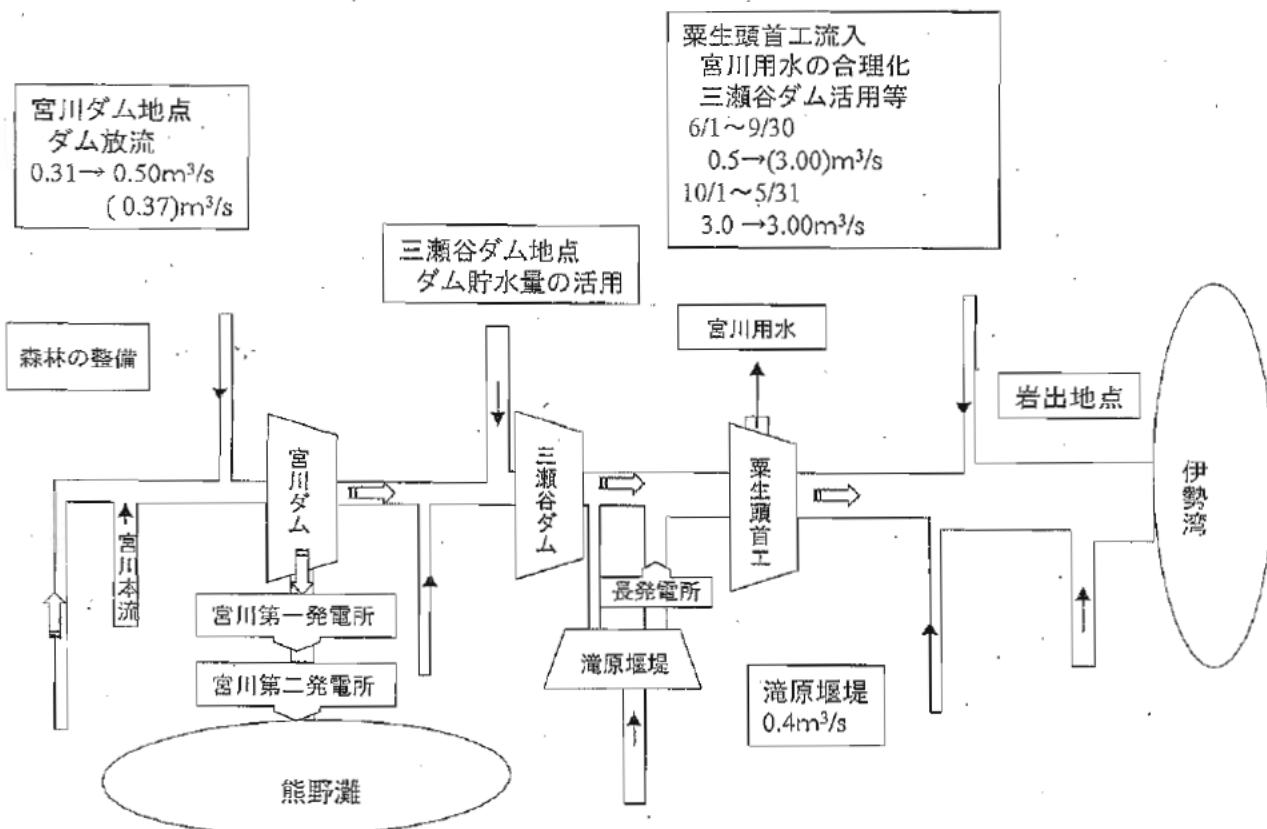 宮川ダム地点
ダム放流
0.31→ 0.50m³/s
( 0.37)m³/s
粟生頭首工流入
宮川用水の合理化
三瀬谷ダム活用等
6/1～9/30
0.5→(3.00)m³/s
10/1～5/31
3.0 →3.00m³/s
三瀬谷ダム地点
ダム貯水量の活用
森林の整備
宮川用水
岩出地点
宮川ダム
三瀬谷ダム
粟生頭首工
伊勢湾
宮川本流
長発電所
宮川第一発電所
滝原堰堤
宮川第二発電所
滝原堰堤
0.4m³/s
熊野灘